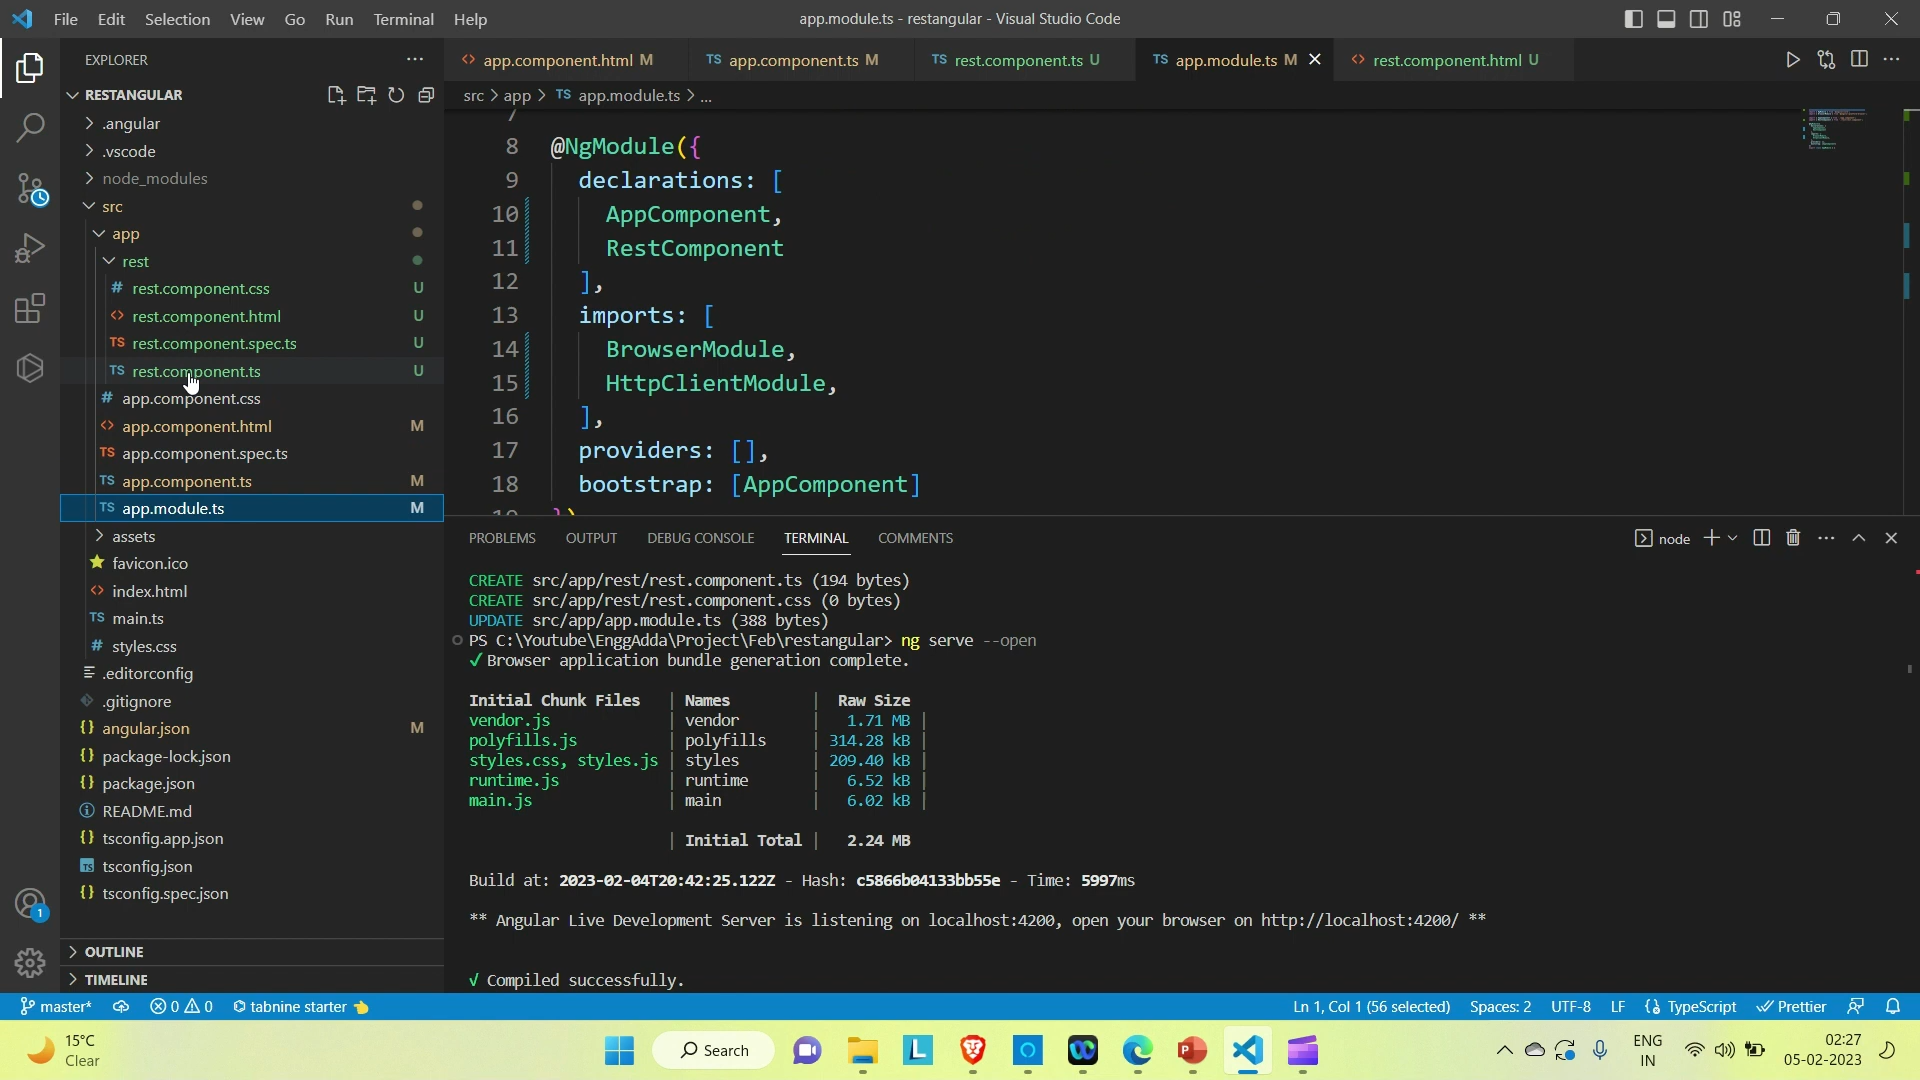 File Edit Selection View Go Run Terminal Help
app.module.ts - restangular - Visual Studio Code
EXPLORER
app.component.html M
TS app.component.ts M
TS rest.component.ts U
TS app.module.ts M
rest.component.html U
RESTANGULAR
src > app > TS app.module.ts > ...
.angular
.vscode
node_modules
src
app
rest
# rest.component.css U
rest.component.html U
TS rest.component.spec.ts U
TS rest.component.ts U
# app.component.css
app.component.html M
TS app.component.spec.ts
TS app.component.ts M
TS app.module.ts M
assets
favicon.ico
index.html
TS main.ts
# styles.css
.editorconfig
.gitignore
{} angular.json M
{} package-lock.json
{} package.json
README.md
{} tsconfig.app.json
TS tsconfig.json
{} tsconfig.spec.json
OUTLINE
TIMELINE
7
8 @NgModule({
9 declarations: [
10 AppComponent,
11 RestComponent
12 ],
13 imports: [
14 BrowserModule,
15 HttpClientModule,
16 ],
17 providers: [],
18 bootstrap: [AppComponent]
19 })
PROBLEMS OUTPUT DEBUG CONSOLE TERMINAL COMMENTS
node
CREATE src/app/rest/rest.component.ts (194 bytes)
CREATE src/app/rest/rest.component.css (0 bytes)
UPDATE src/app/app.module.ts (388 bytes)
PS C:\Youtube\EnggAdda\Project\Feb\restangular> ng serve --open
√ Browser application bundle generation complete.
Initial Chunk Files | Names | Raw Size
vendor.js | vendor | 1.71 MB |
polyfills.js | polyfills | 314.28 kB |
styles.css, styles.js | styles | 209.40 kB |
runtime.js | runtime | 6.52 kB |
main.js | main | 6.02 kB |
| Initial Total | 2.24 MB
Build at: 2023-02-04T20:42:25.122Z - Hash: c5866b04133bb55e - Time: 5997ms
** Angular Live Development Server is listening on localhost:4200, open your browser on http://localhost:4200/ **
√ Compiled successfully.
1
master* 0 0 tabnine starter
Ln 1, Col 1 (56 selected) Spaces: 2 UTF-8 LF {} TypeScript Prettier
15°C
Clear
Search
L
ENG
IN
02:27
05-02-2023